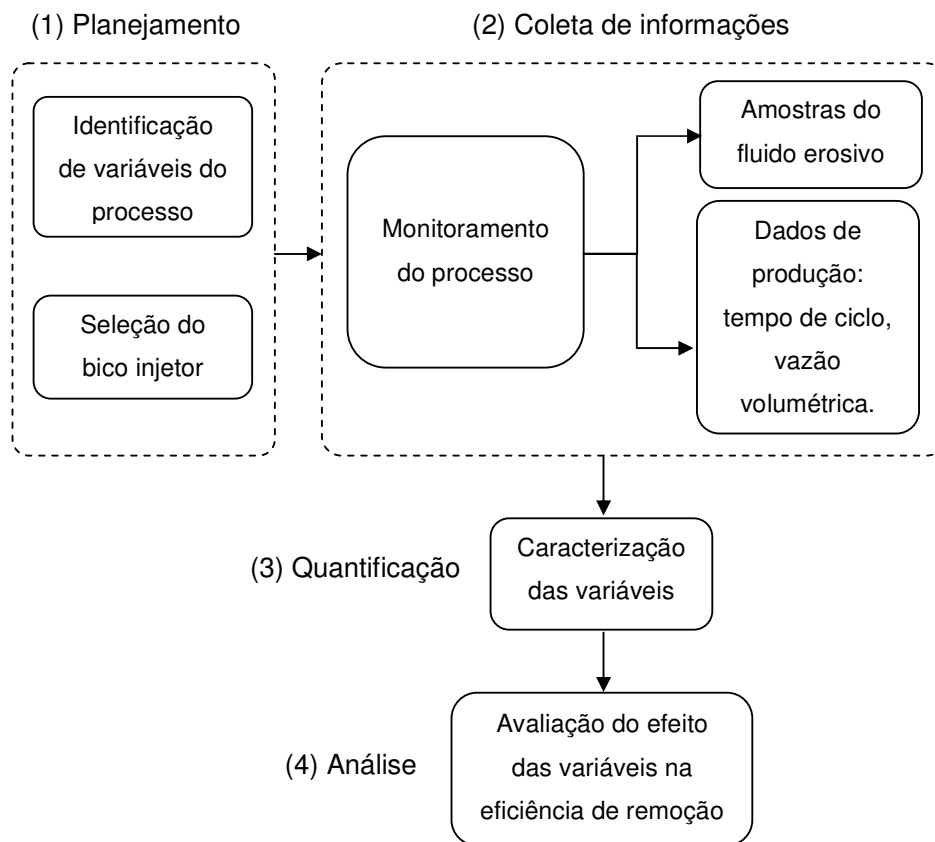 (1) Planejamento
Identificação
de variáveis do
processo
Seleção do
bico injetor
(2) Coleta de informações
Monitoramento
do processo
Amostras do
fluido erosivo
Dados de
produção:
tempo de ciclo,
vazão
volumétrica.
(3) Quantificação
Caracterização
das variáveis
(4) Análise
Avaliação do efeito
das variáveis na
eficiência de remoção